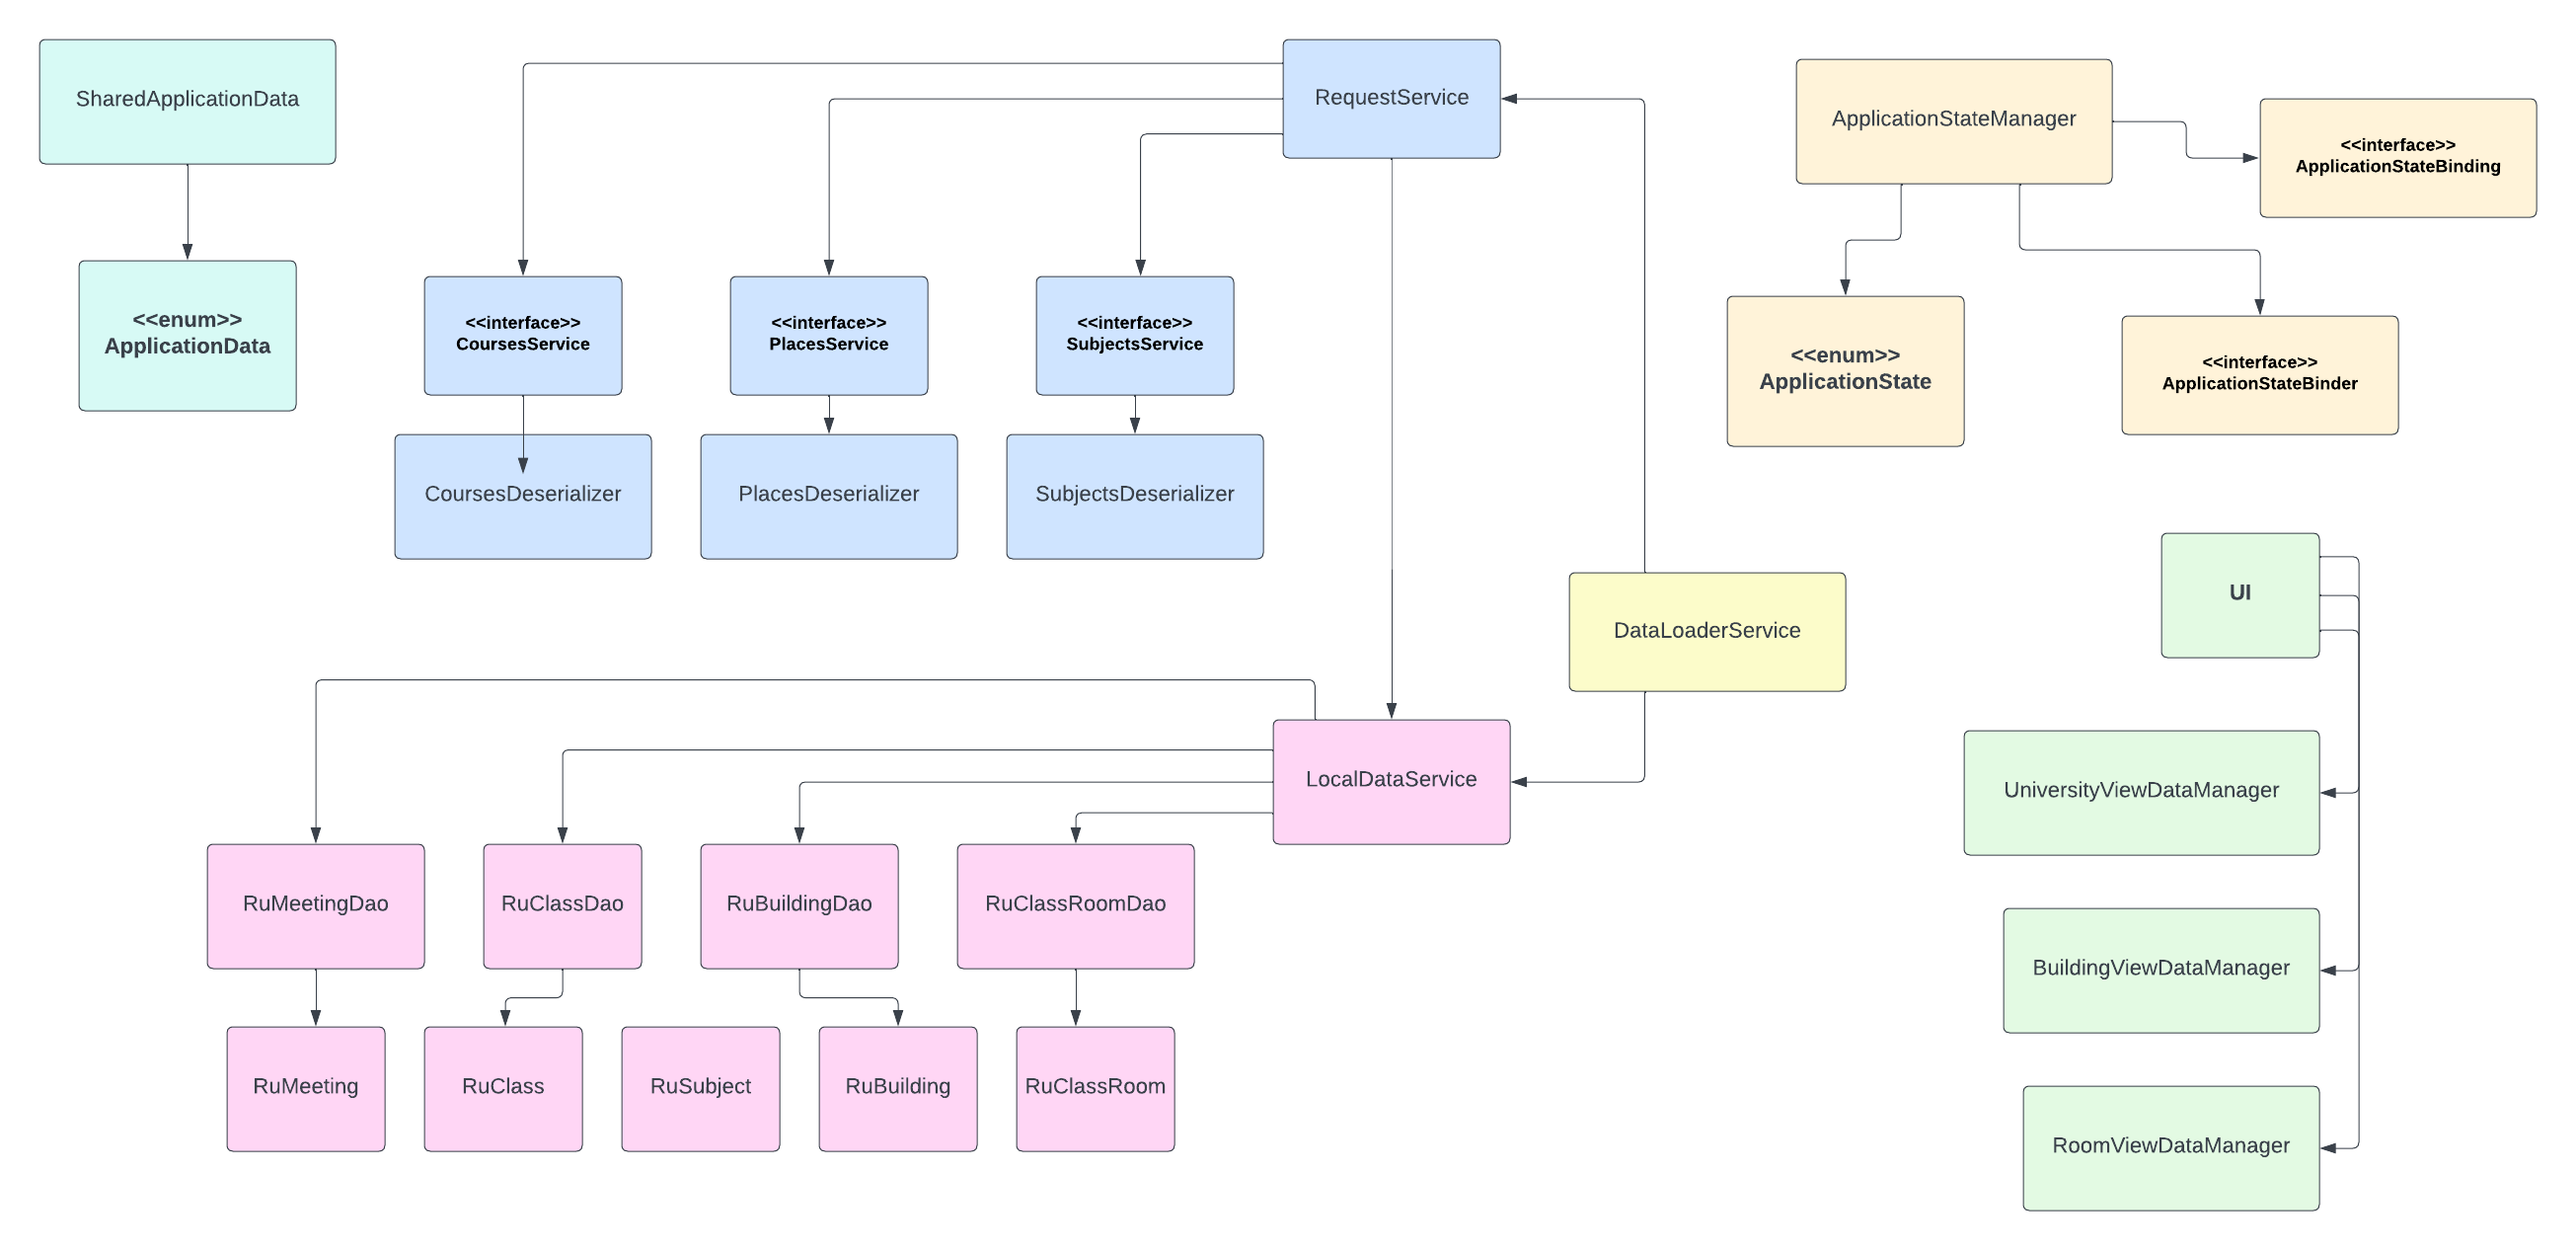 SharedApplicationData
RequestService
ApplicationStateManager
<<interface>>
ApplicationStateBinding
<<enum>>
ApplicationData
<<interface>>
CoursesService
<<interface>>
PlacesService
<<interface>>
SubjectsService
<<enum>>
ApplicationState
<<interface>>
ApplicationStateBinder
CoursesDeserializer
PlacesDeserializer
SubjectsDeserializer
UI
DataLoaderService
LocalDataService
UniversityViewDataManager
RuMeetingDao
RuClassDao
RuBuildingDao
RuClassRoomDao
BuildingViewDataManager
RuMeeting
RuClass
RuSubject
RuBuilding
RuClassRoom
RoomViewDataManager